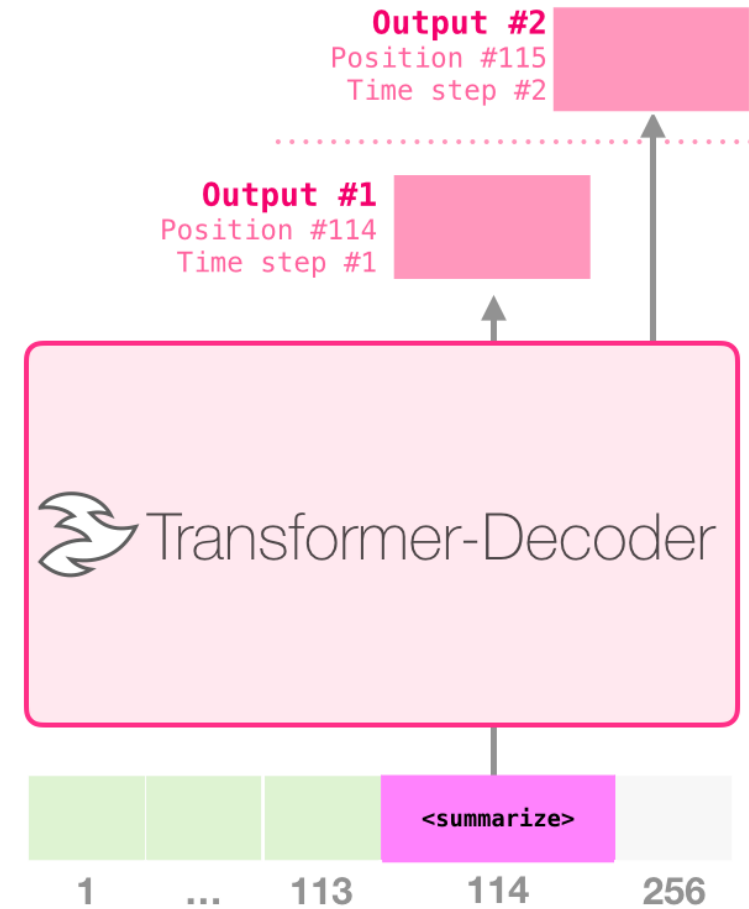 Output #2
Position #115
Time step #2
Output #1
Position #114
Time step #1
Transformer-Decoder
<summarize>
1 ... 113 114 256